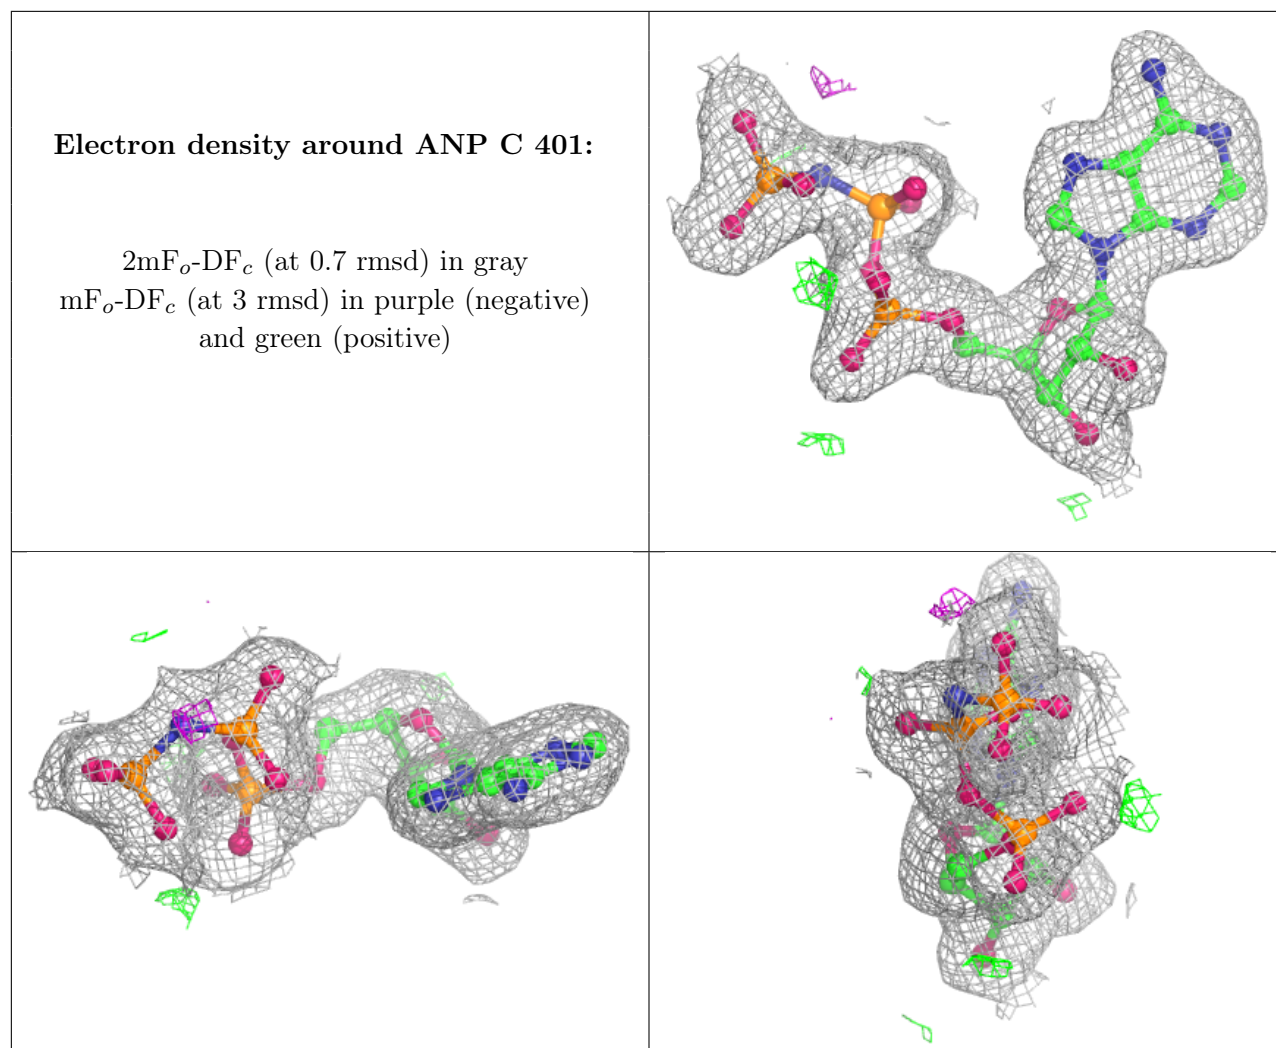 Electron density around ANP C 401:
2mFₒ-DF𝒸 (at 0.7 rmsd) in gray
mFₒ-DF𝒸 (at 3 rmsd) in purple (negative)
and green (positive)